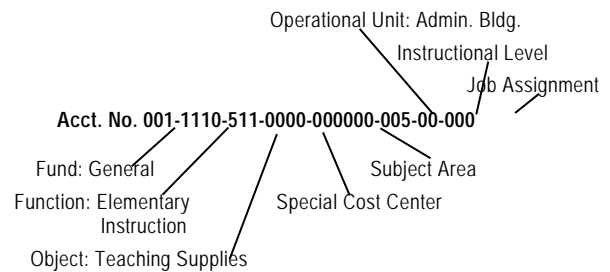 Operational Unit: Admin. Bldg.
Instructional Level
Job Assignment
Acct. No. 001-1110-511-0000-000000-005-00-000
Fund: General
Subject Area
Function: Elementary
Instruction
Special Cost Center
Object: Teaching Supplies